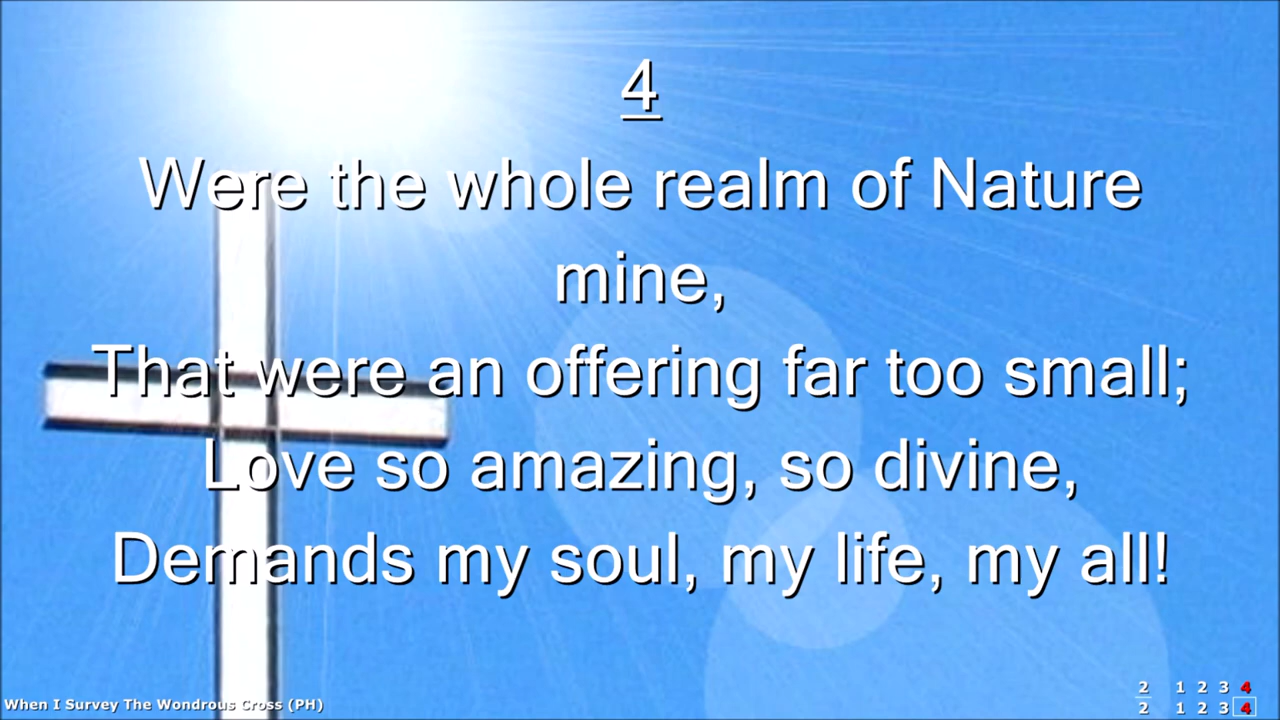 4
Were the whole realm of Nature
mine,
That were an offering far too small;
Love so amazing, so divine,
Demands my soul, my life, my all!
When I Survey The Wondrous Cross (PH)
2 1 2 3 4
2 1 2 3 4